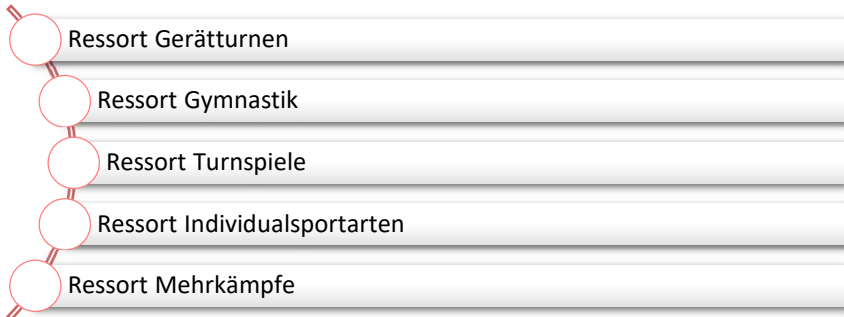 Ressort Gerätturnen
Ressort Gymnastik
Ressort Turnspiele
Ressort Individualsportarten
Ressort Mehrkämpfe